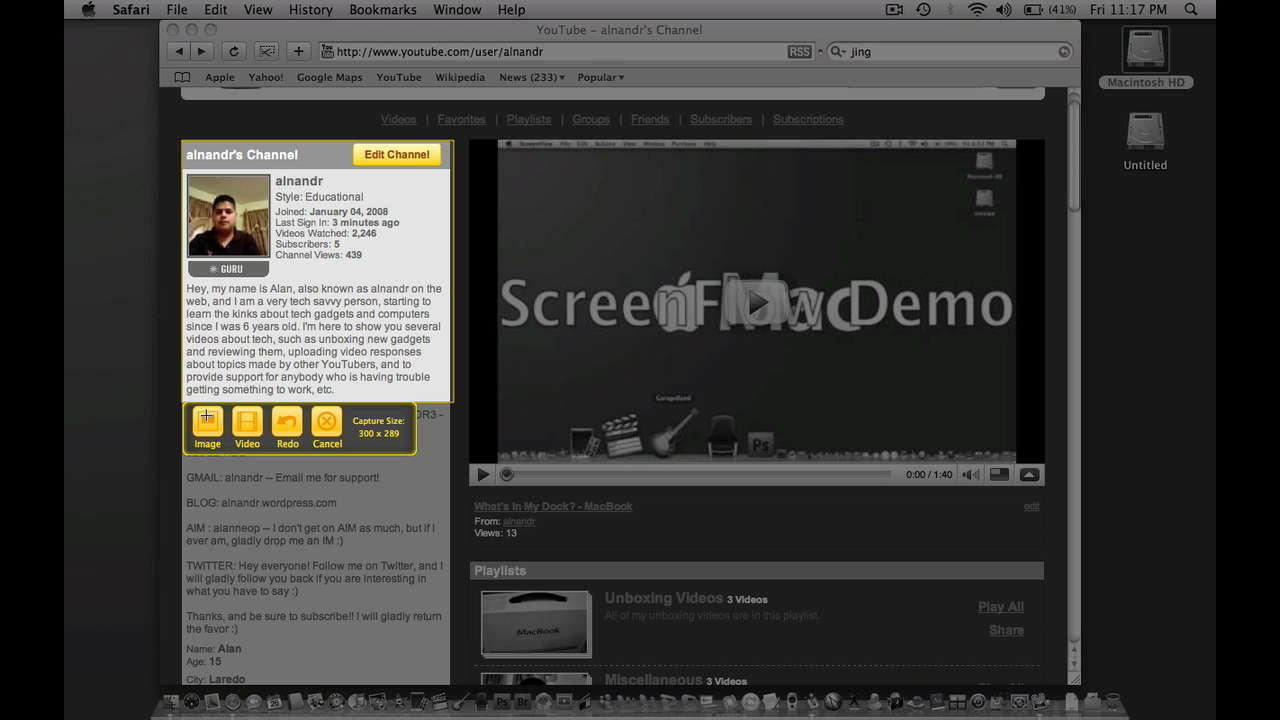 Safari File Edit View History Bookmarks Window Help (41%) Fri 11:17 PM
YouTube – alnandr's Channel
http://www.youtube.com/user/alnandr RSS jing
Apple Yahoo! Google Maps YouTube Wikipedia News (233) Popular
Macintosh HD
Untitled
Videos | Favorites | Playlists | Groups | Friends | Subscribers | Subscriptions
alnandr's Channel Edit Channel
alnandr
Style: Educational
Joined: January 04, 2008
Last Sign In: 3 minutes ago
Videos Watched: 2,246
Subscribers: 5
Channel Views: 439
GURU
Hey, my name is Alan, also known as alnandr on the
web, and I am a very tech savvy person, starting to
learn the kinks about tech gadgets and computers
since I was 6 years old. I'm here to show you several
videos about tech, such as unboxing new gadgets
and reviewing them, uploading video responses
about topics made by other YouTubers, and to
provide support for anybody who is having trouble
getting something to work, etc.
Image Video Redo Cancel
Capture Size:
300 x 289
GMAIL: alnandr -- Email me for support!
BLOG: alnandr.wordpress.com
AIM : alanneop -- I don't get on AIM as much, but if I
ever am, gladly drop me an IM :)
TWITTER: Hey everyone! Follow me on Twitter, and I
will gladly follow you back if you are interesting in
what you have to say :)
Thanks, and be sure to subscribe!! I will gladly return
the favor :)
Name: Alan
Age: 15
City: Laredo
Demo
GarageBand
Ps
0:00 / 1:40
What's In My Dock? - MacBook edit
From: alnandr
Views: 13
Playlists
Unboxing Videos 3 Videos
All of my unboxing videos are in this playlist.
Play All
Share
MacBook
Miscellaneous 3 Videos
Ps Br